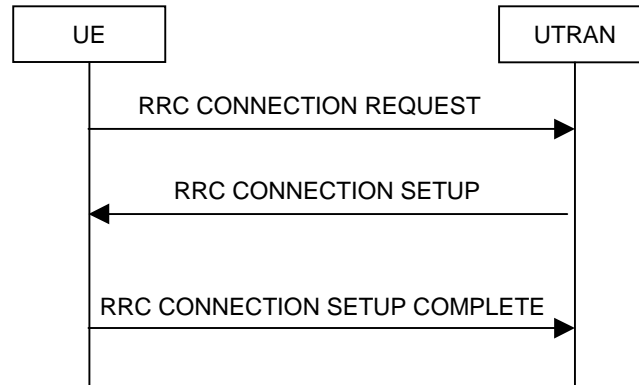 UE
UTRAN
RRC CONNECTION REQUEST
RRC CONNECTION SETUP
RRC CONNECTION SETUP COMPLETE